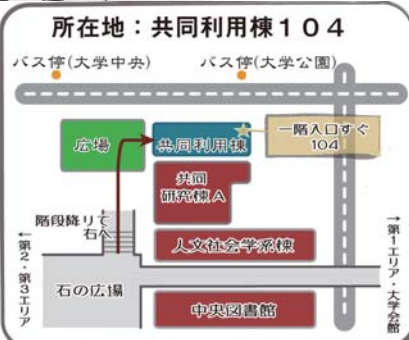 所在地：共同利用棟104
バス停(大学中央)
バス停(大学公園)
広場
共同利用棟
一階入口すぐ
104
共同
研究棟A
階段降りて
右へ
人文社会学系棟
←第2・第3エリア
石の広場
→第1エリア・大学会館
中央図書館